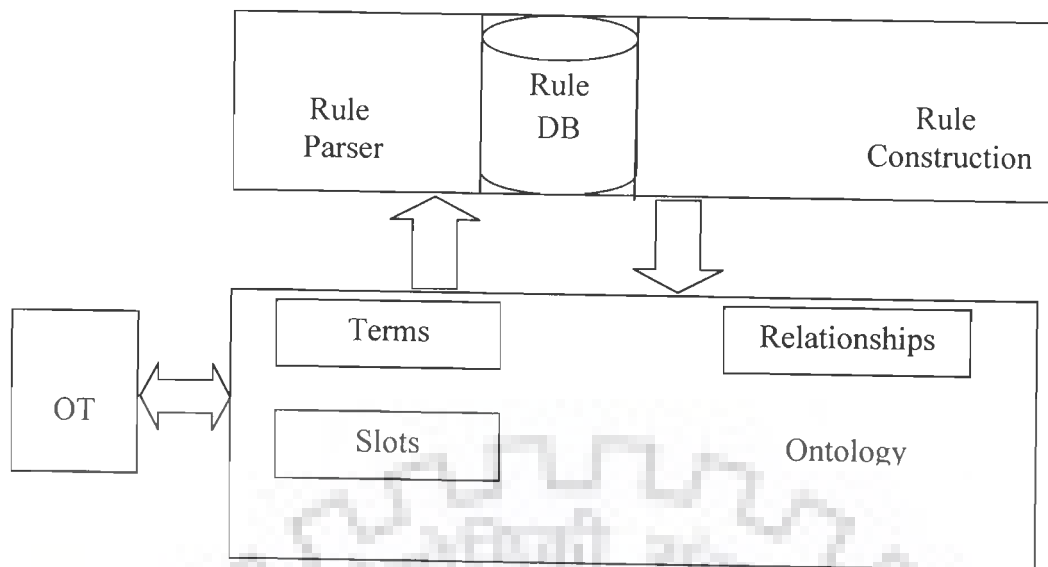 Rule
Parser
Rule
DB
Rule
Construction
Terms
Relationships
OT
Slots
Ontology